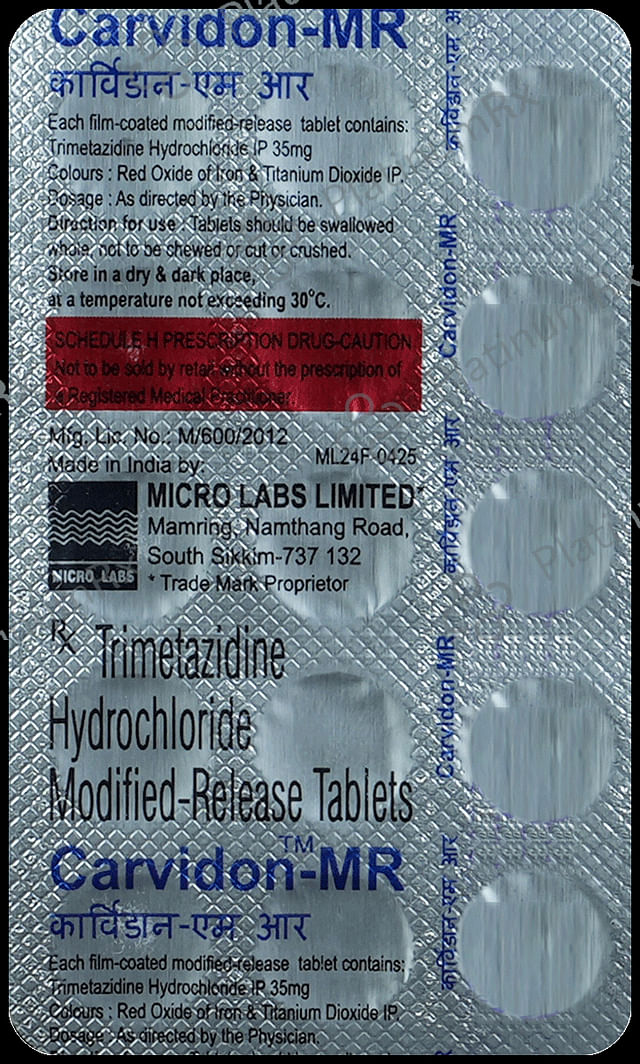 Carvidon-MR
कार्विडान-एम आर
Each film-coated modified-release tablet contains:
Trimetazidine Hydrochloride IP 35mg
Colours : Red Oxide of Iron & Titanium Dioxide IP.
Dosage : As directed by the Physician.
Direction for use : Tablets should be swallowed
whole, not to be chewed or cut or crushed.
Store in a dry & dark place,
at a temperature not exceeding 30°C.
SCHEDULE H PRESCRIPTION DRUG-CAUTION
Not to be sold by retail without the prescription of
a Registered Medical Practitioner.
Mfg. Lic. No.: M/600/2012
Made in India by:
ML24F-0425
MICRO LABS
MICRO LABS LIMITED*
Mamring, Namthang Road,
South Sikkim-737 132
* Trade Mark Proprietor
Rx Trimetazidine
Hydrochloride
Modified-Release Tablets
Carvidon™-MR
कार्विडान-एम आर
Each film-coated modified-release tablet contains:
Trimetazidine Hydrochloride IP 35mg
Colours : Red Oxide of Iron & Titanium Dioxide IP.
Dosage : As directed by the Physician.
कार्विडान-एम आर
Carvidon-MR
कार्विडान-एम आर
Carvidon-MR
कार्विडान-एम आर
PlatinumRx